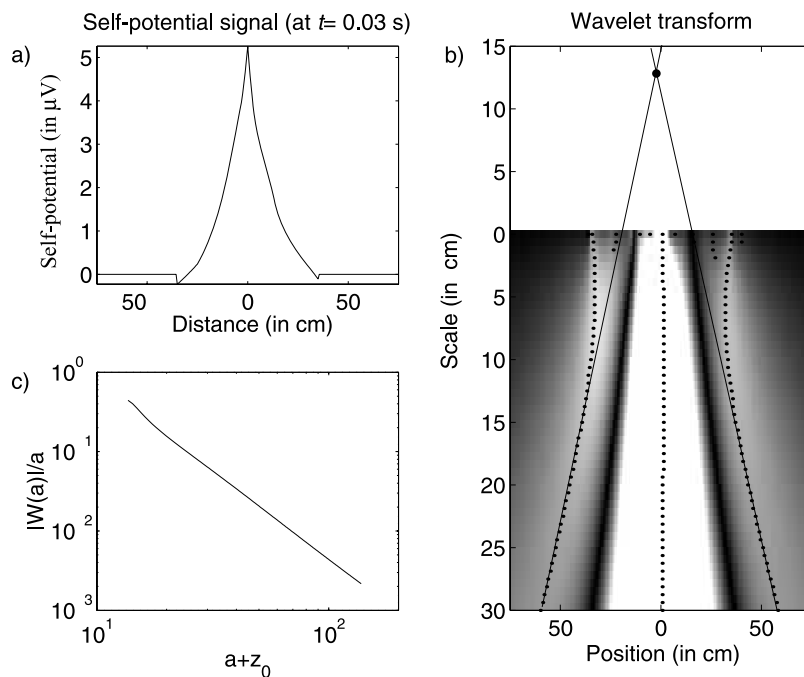 Self-potential signal (at t= 0.03 s)
a)
Self-potential (in µV)
5
4
3
2
1
0
50 0 50
Distance (in cm)
Wavelet transform
b)
15
10
5
0
5
10
15
20
25
30
Scale (in cm)
50 0 50
Position (in cm)
c)
|W(a)|/a
10^0
10^1
10^2
10^3
10^1 10^2
a+z_0